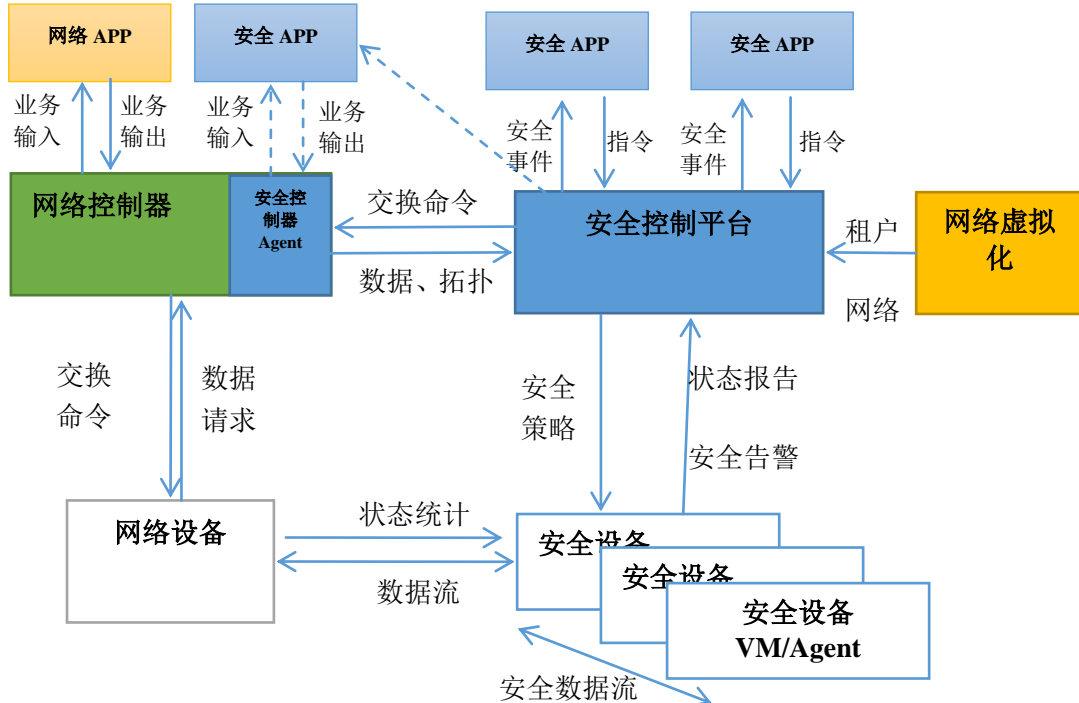 网络 APP
安全 APP
安全 APP
安全 APP
业务
输入
业务
输出
业务
输入
业务
输出
安全
事件
指令
安全
事件
指令
网络控制器
安全控
制器
Agent
交换命令
数据、拓扑
安全控制平台
租户
网络
网络虚拟
化
交换
命令
数据
请求
安全
策略
状态报告
安全告警
网络设备
状态统计
数据流
安全设备
安全设备
安全设备
VM/Agent
安全数据流